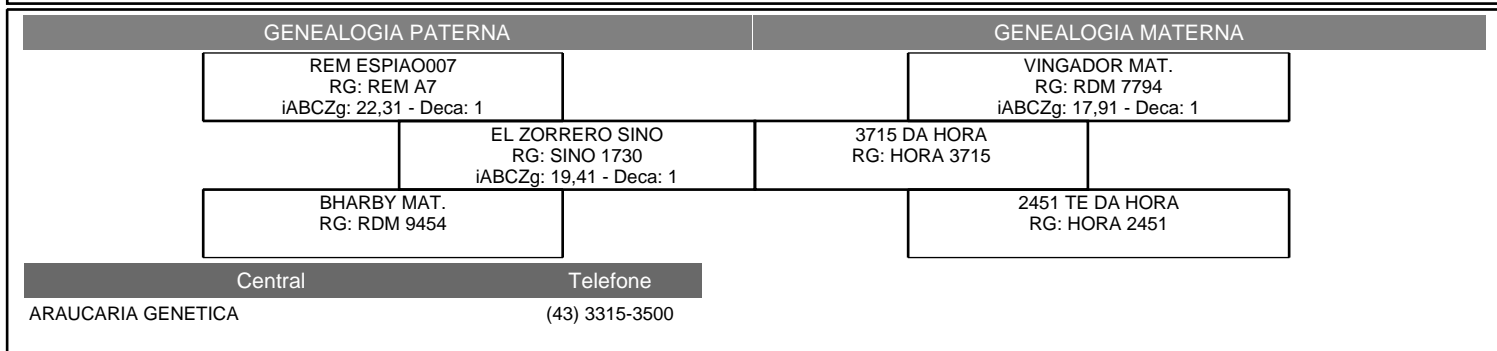 GENEALOGIA PATERNA
GENEALOGIA MATERNA
REM ESPIAO007
RG: REM A7
iABCZg: 22,31 - Deca: 1
VINGADOR MAT.
RG: RDM 7794
iABCZg: 17,91 - Deca: 1
EL ZORRERO SINO
RG: SINO 1730
iABCZg: 19,41 - Deca: 1
3715 DA HORA
RG: HORA 3715
BHARBY MAT.
RG: RDM 9454
2451 TE DA HORA
RG: HORA 2451
Central Telefone
ARAUCARIA GENETICA (43) 3315-3500